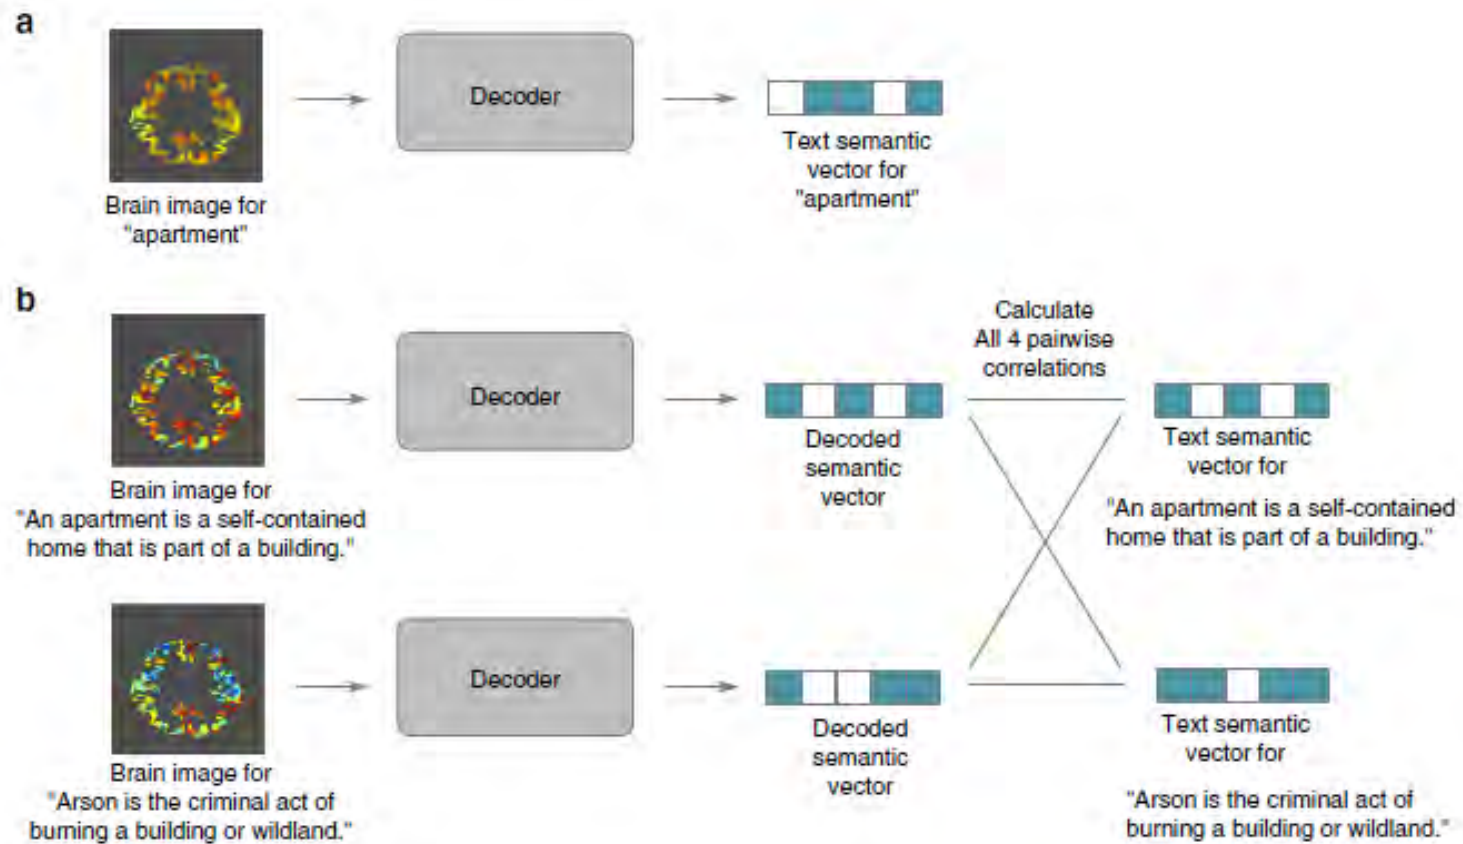 a
Decoder
Text semantic
vector for
"apartment"
Brain image for
"apartment"
b
Calculate
All 4 pairwise
correlations
Decoder
Decoded
semantic
vector
Text semantic
vector for
"An apartment is a self-contained
home that is part of a building."
Brain image for
"An apartment is a self-contained
home that is part of a building."
Decoder
Decoded
semantic
vector
Text semantic
vector for
"Arson is the criminal act of
burning a building or wildland."
Brain image for
"Arson is the criminal act of
burning a building or wildland."